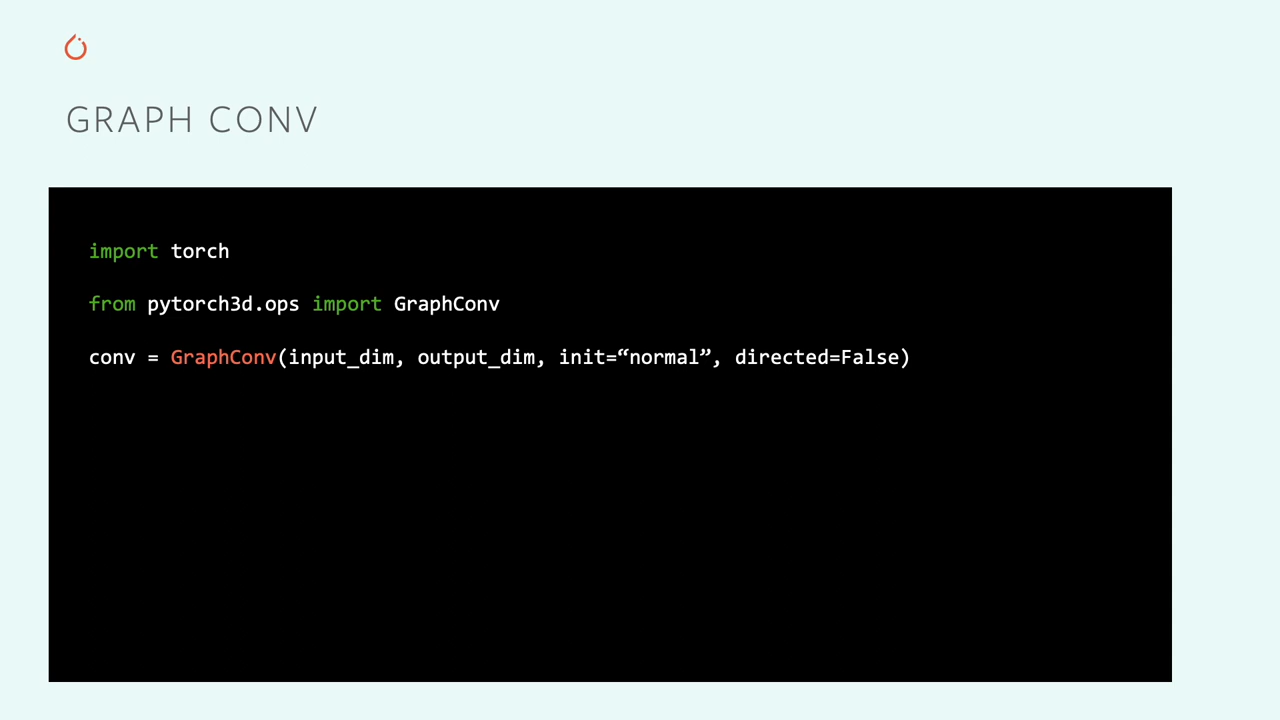 GRAPH CONV
import torch
from pytorch3d.ops import GraphConv
conv = GraphConv(input_dim, output_dim, init=“normal”, directed=False)